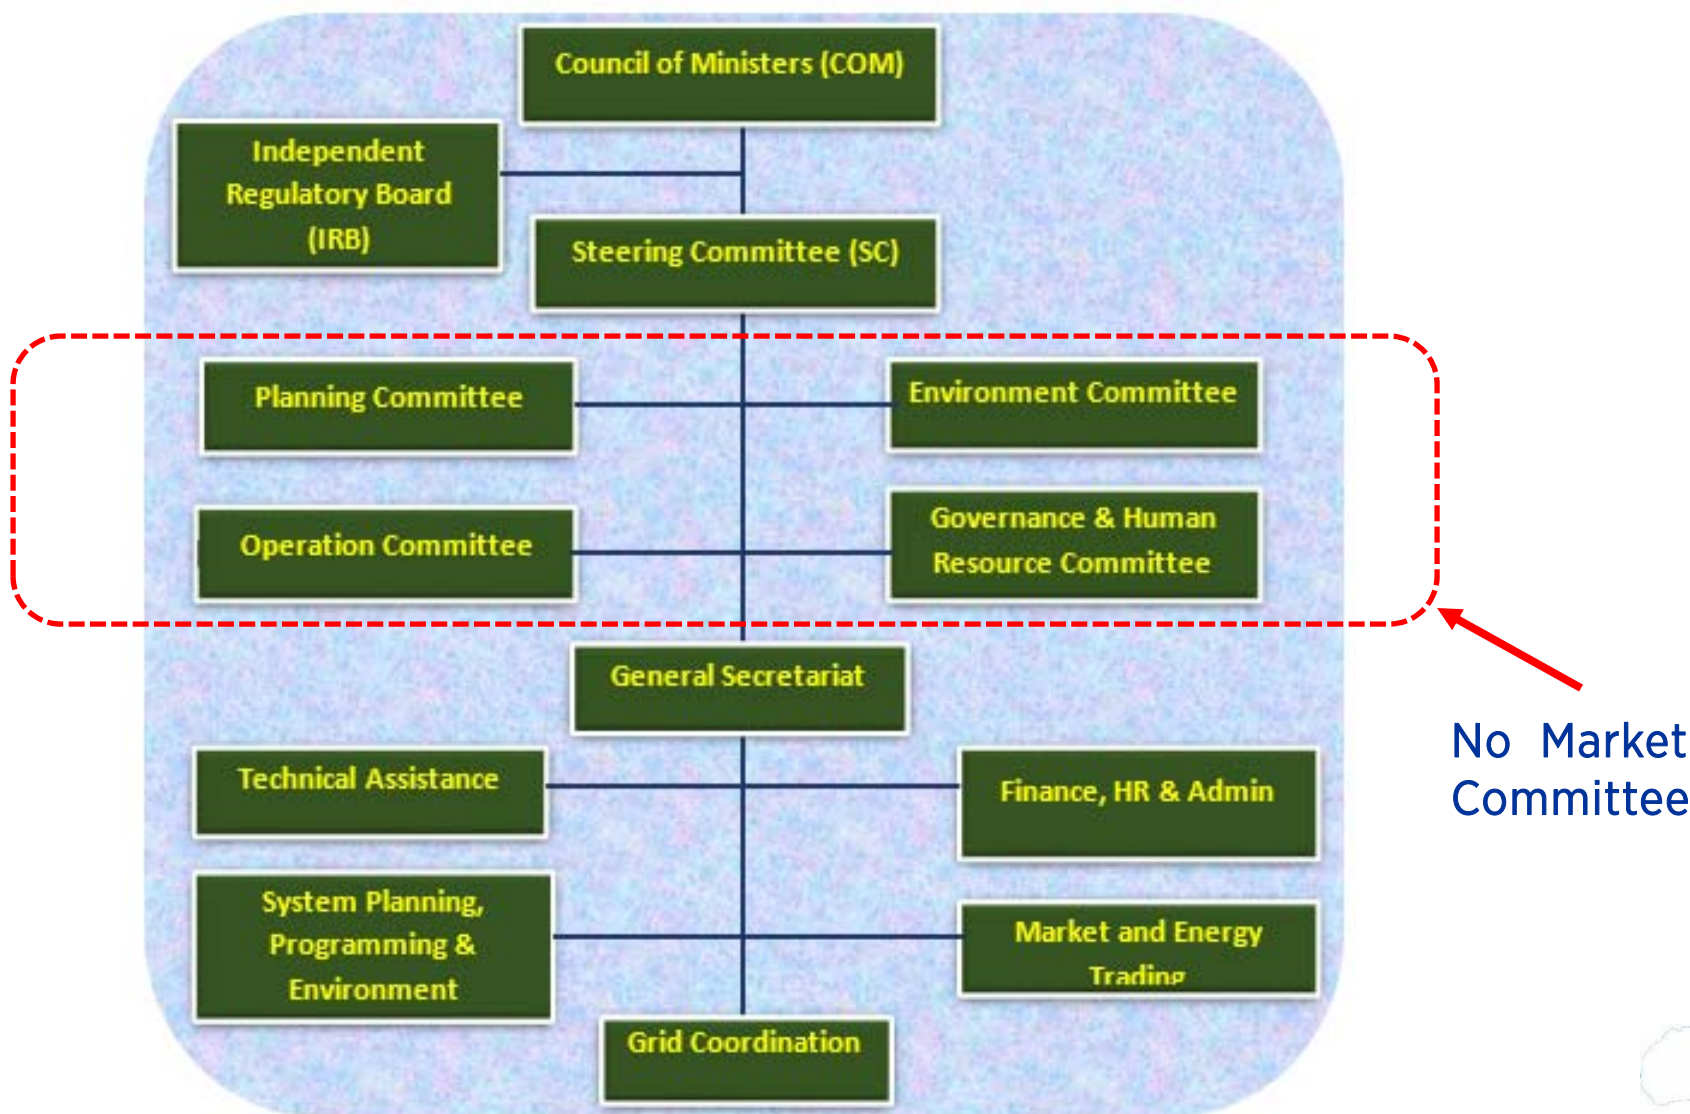 Council of Ministers (COM)
Independent
Regulatory Board
(IRB)
Steering Committee (SC)
Planning Committee
Environment Committee
Operation Committee
Governance & Human
Resource Committee
General Secretariat
No Market
Committee
Technical Assistance
Finance, HR & Admin
System Planning,
Programming &
Environment
Market and Energy
Trading
Grid Coordination